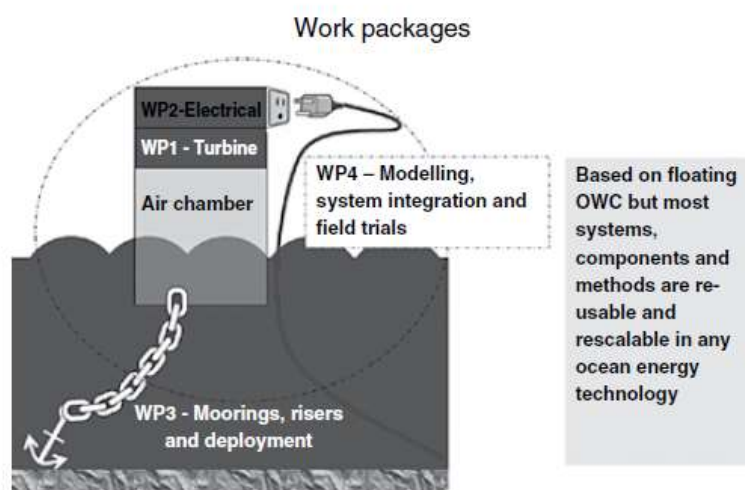 Work packages
WP2-Electrical
WP1 - Turbine
Air chamber
WP4 – Modelling,
system integration and
field trials
WP3 - Moorings, risers
and deployment
Based on floating
OWC but most
systems,
components and
methods are re-
usable and
rescalable in any
ocean energy
technology